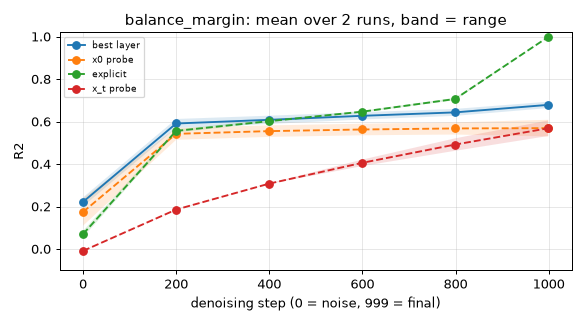 balance_margin: mean over 2 runs, band = range
best layer
x0 probe
explicit
x_t probe
R2
1.0
0.8
0.6
0.4
0.2
0.0
0 200 400 600 800 1000
denoising step (0 = noise, 999 = final)